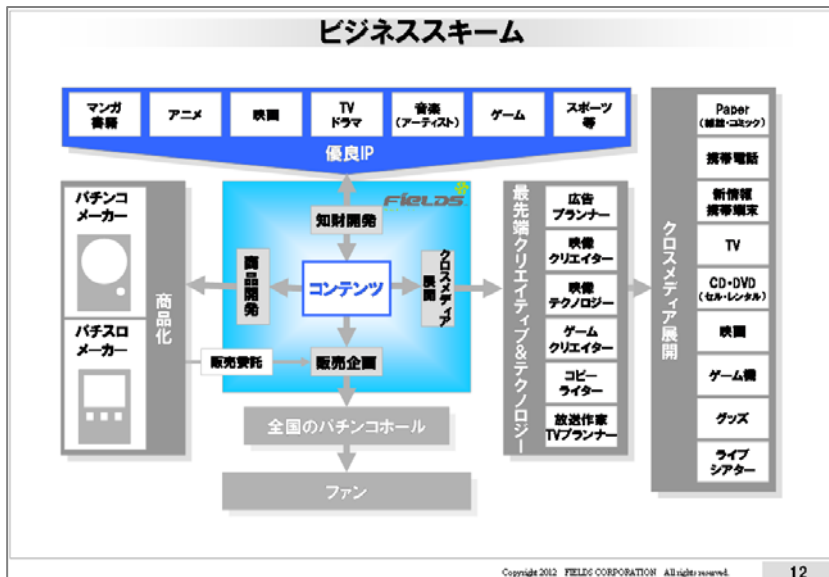 ビジネススキーム
マンガ
書籍
アニメ
映画
TV
ドラマ
音楽
(アーティスト)
ゲーム
スポーツ
等
優良IP
パチンコ
メーカー
パチスロ
メーカー
商品化
FIELDS
知財開発
商品開発
コンテンツ
クロスメディア
展開
販売委託
販売企画
全国のパチンコホール
ファン
最先端クリエイティブ&テクノロジー
広告
プランナー
映像
クリエイター
映像
テクノロジー
ゲーム
クリエイター
コピー
ライター
放送作家
TVプランナー
クロスメディア展開
Paper
(雑誌・コミック)
携帯電話
新情報
携帯端末
TV
CD・DVD
(セル・レンタル)
映画
ゲーム機
グッズ
ライブ
シアター
Copyright 2012 FIELDS CORPORATION All rights reserved.
12